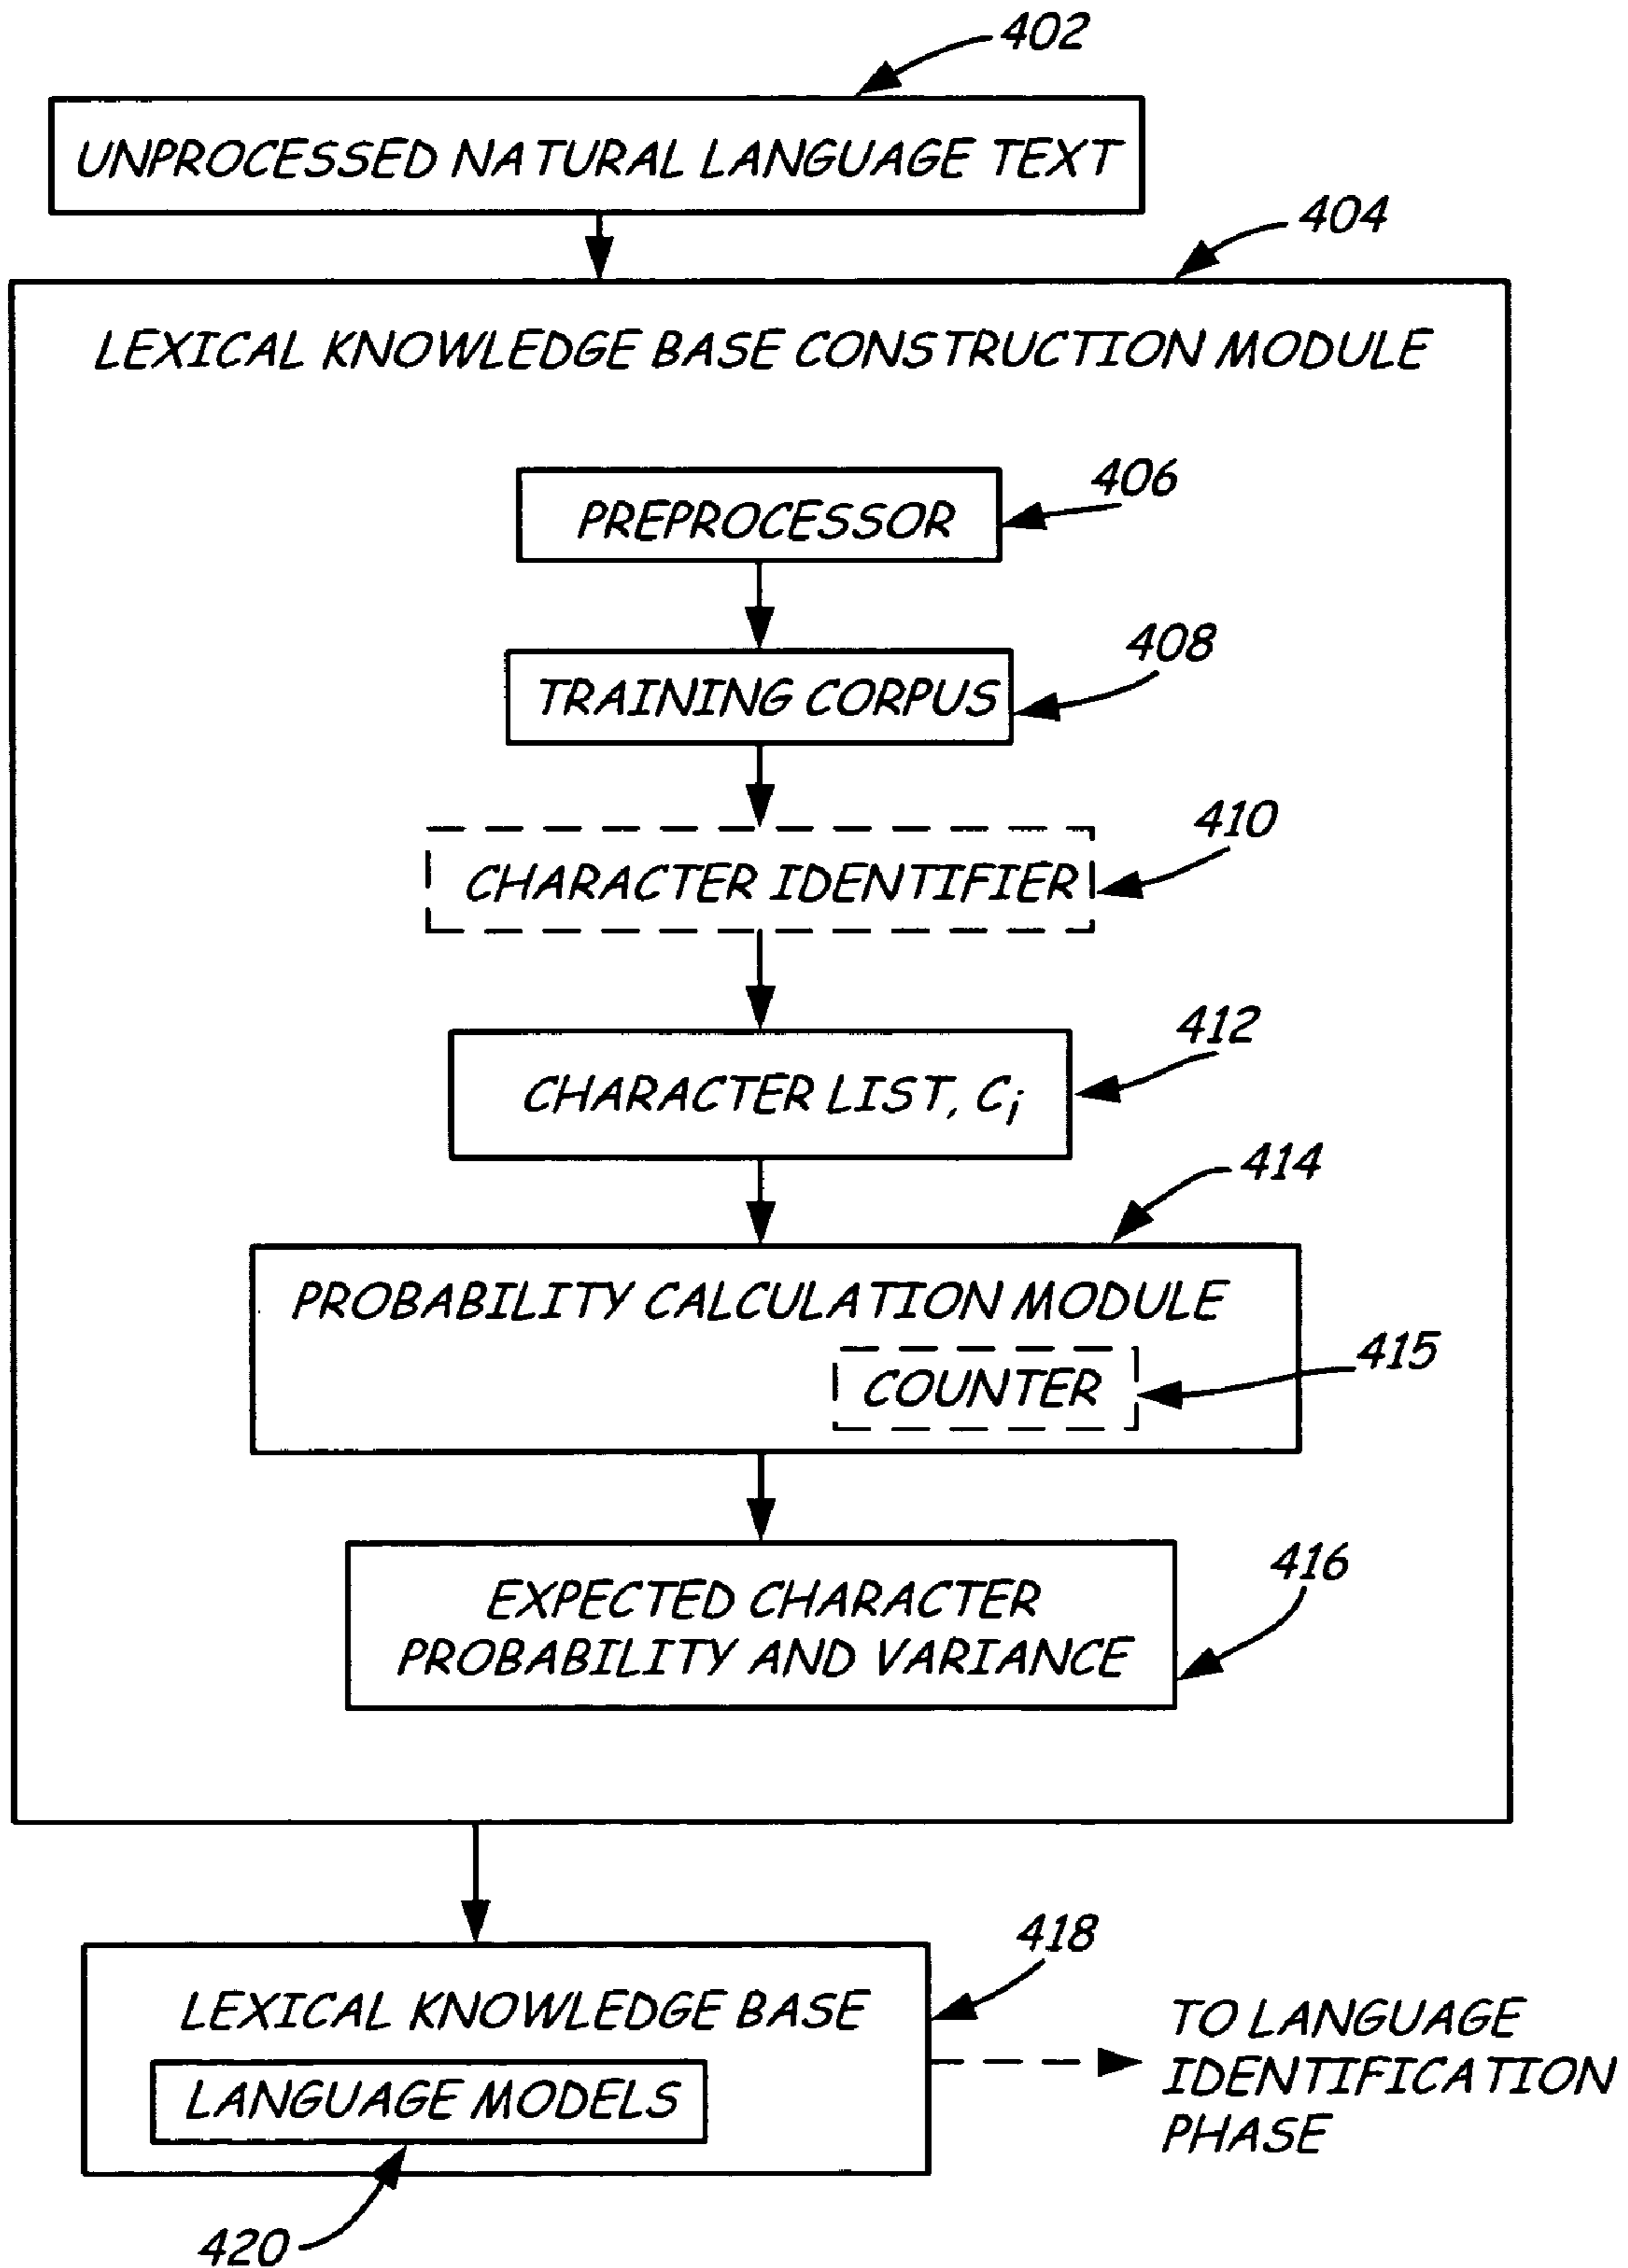 402
UNPROCESSED NATURAL LANGUAGE TEXT
404
LEXICAL KNOWLEDGE BASE CONSTRUCTION MODULE
406
PREPROCESSOR
408
TRAINING CORPUS
410
CHARACTER IDENTIFIER
412
CHARACTER LIST, Ci
414
PROBABILITY CALCULATION MODULE
415
COUNTER
416
EXPECTED CHARACTER
PROBABILITY AND VARIANCE
418
LEXICAL KNOWLEDGE BASE
LANGUAGE MODELS
420
TO LANGUAGE
IDENTIFICATION
PHASE